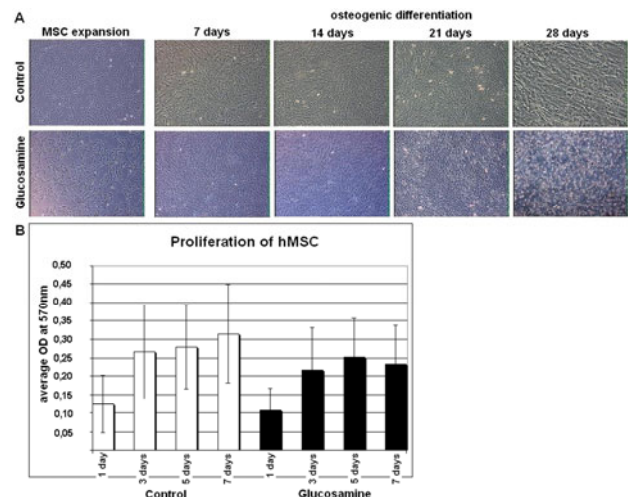 A
osteogenic differentiation
MSC expansion 7 days 14 days 21 days 28 days
Control
Glucosamine
B
Proliferation of hMSC
average OD at 570nm
0,50
0,45
0,40
0,35
0,30
0,25
0,20
0,15
0,10
0,05
1 day 3 days 5 days 7 days 1 day 3 days 5 days 7 days
Control Glucosamine